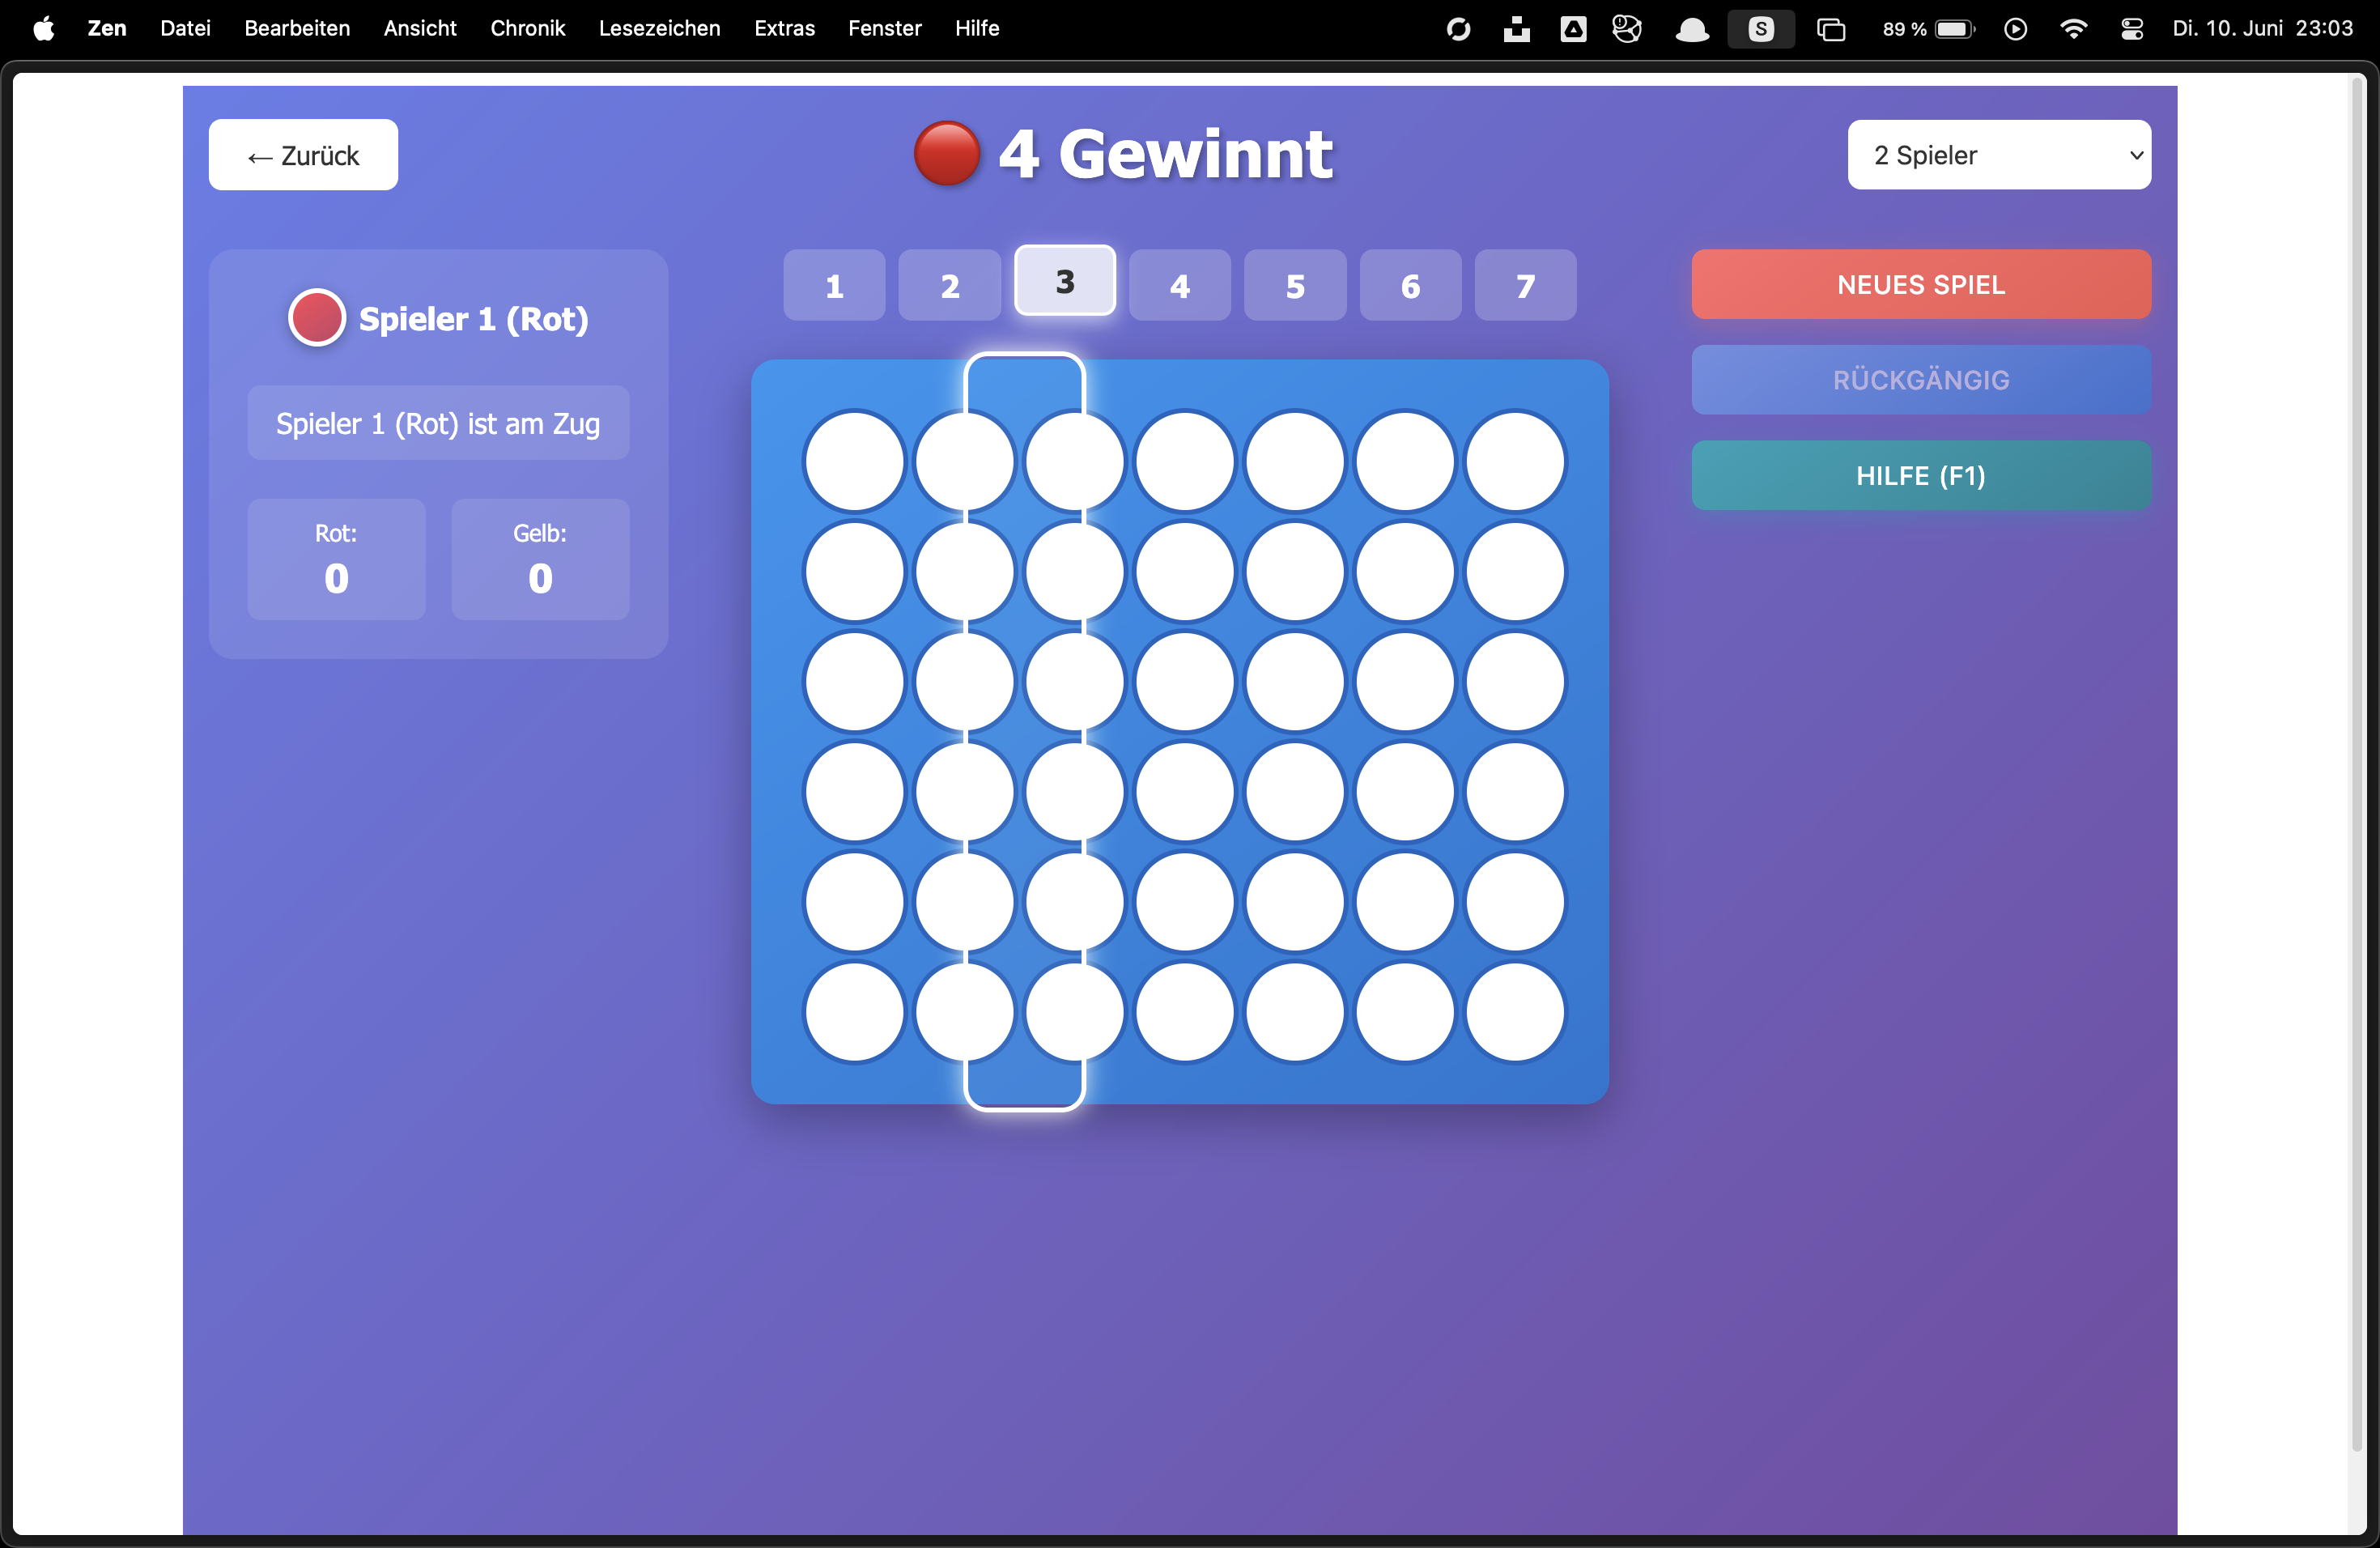 Zen Datei Bearbeiten Ansicht Chronik Lesezeichen Extras Fenster Hilfe S 89 % Di. 10. Juni 23:03
← Zurück
4 Gewinnt
2 Spieler
Spieler 1 (Rot)
Spieler 1 (Rot) ist am Zug
Rot:
0
Gelb:
0
1 2 3 4 5 6 7
NEUES SPIEL
RÜCKGÄNGIG
HILFE (F1)